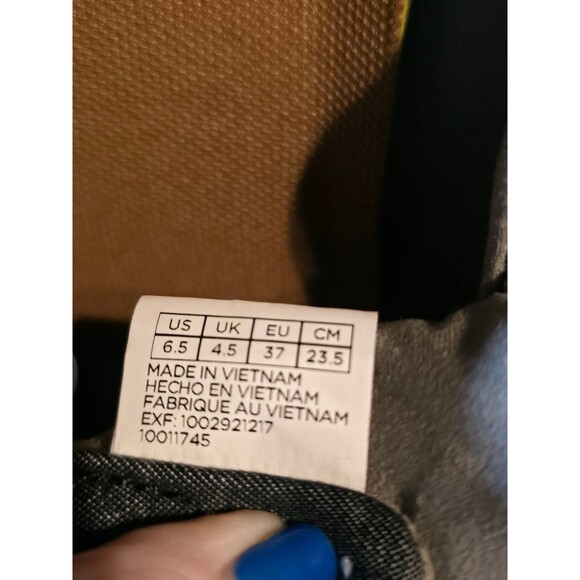 US UK EU CM
6.5 4.5 37 23.5
MADE IN VIETNAM
HECHO EN VIETNAM
FABRIQUE AU VIETNAM
EXF: 1002921217
10011745